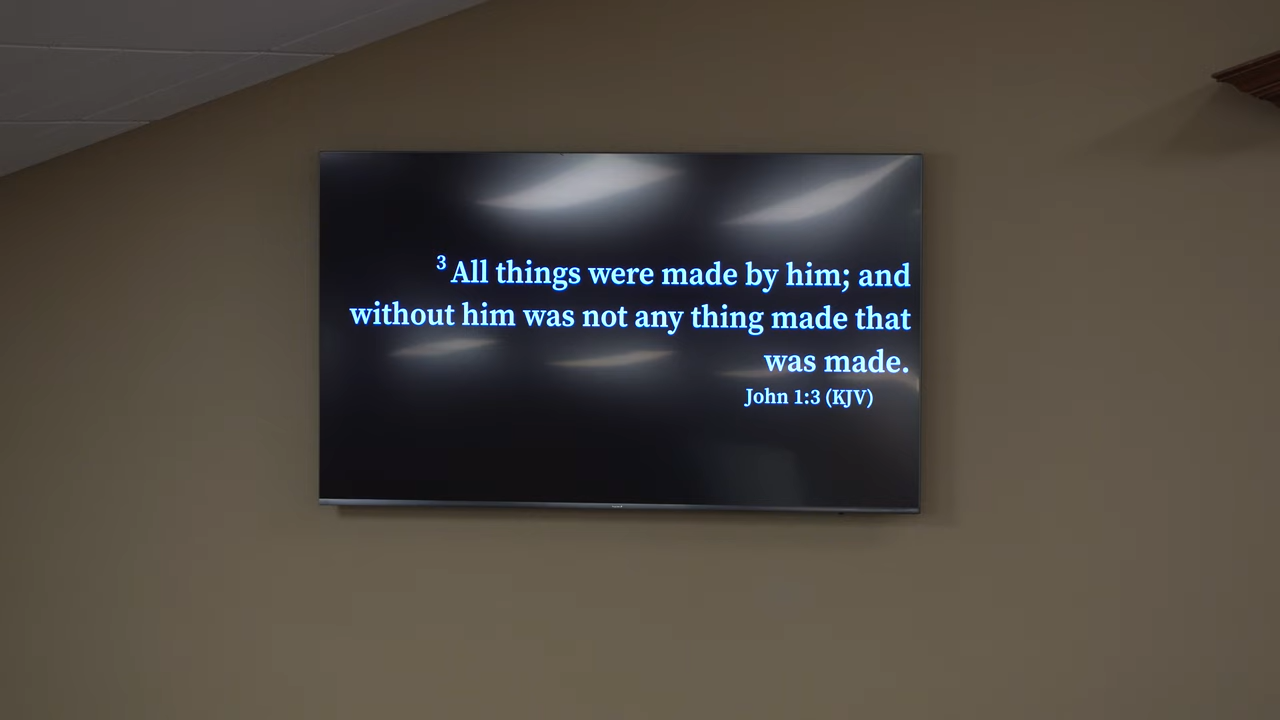 3 All things were made by him; and
without him was not any thing made that
was made.
John 1:3 (KJV)